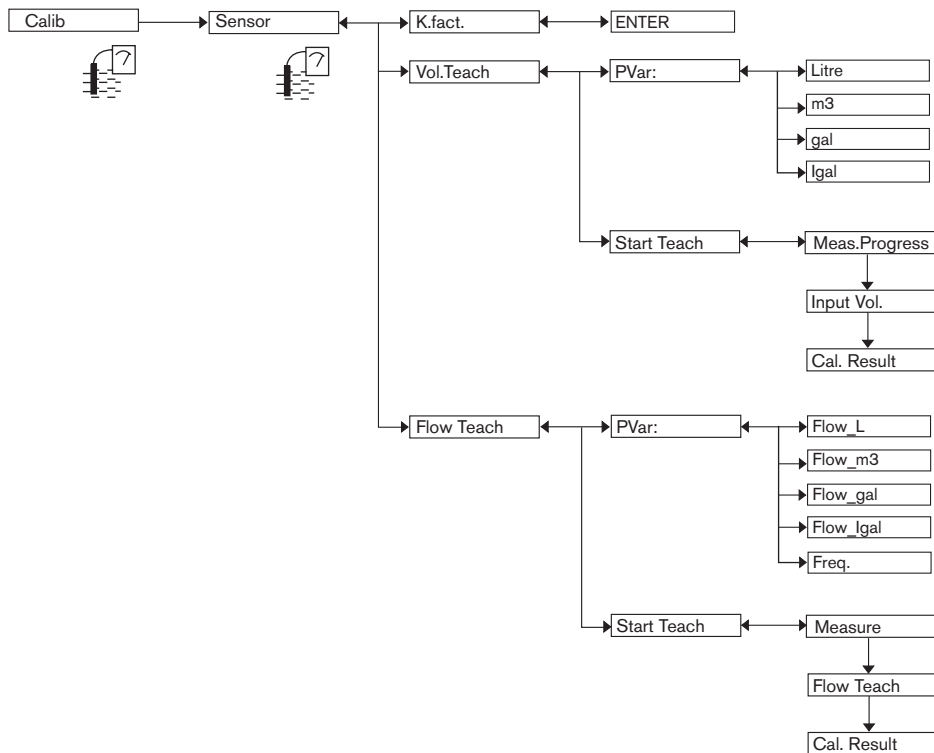 Calib
Sensor
K.fact.
ENTER
Vol.Teach
PVar:
Litre
m3
gal
Igal
Start Teach
Meas.Progress
Input Vol.
Cal. Result
Flow Teach
PVar:
Flow_L
Flow_m3
Flow_gal
Flow_Igal
Freq.
Start Teach
Measure
Flow Teach
Cal. Result